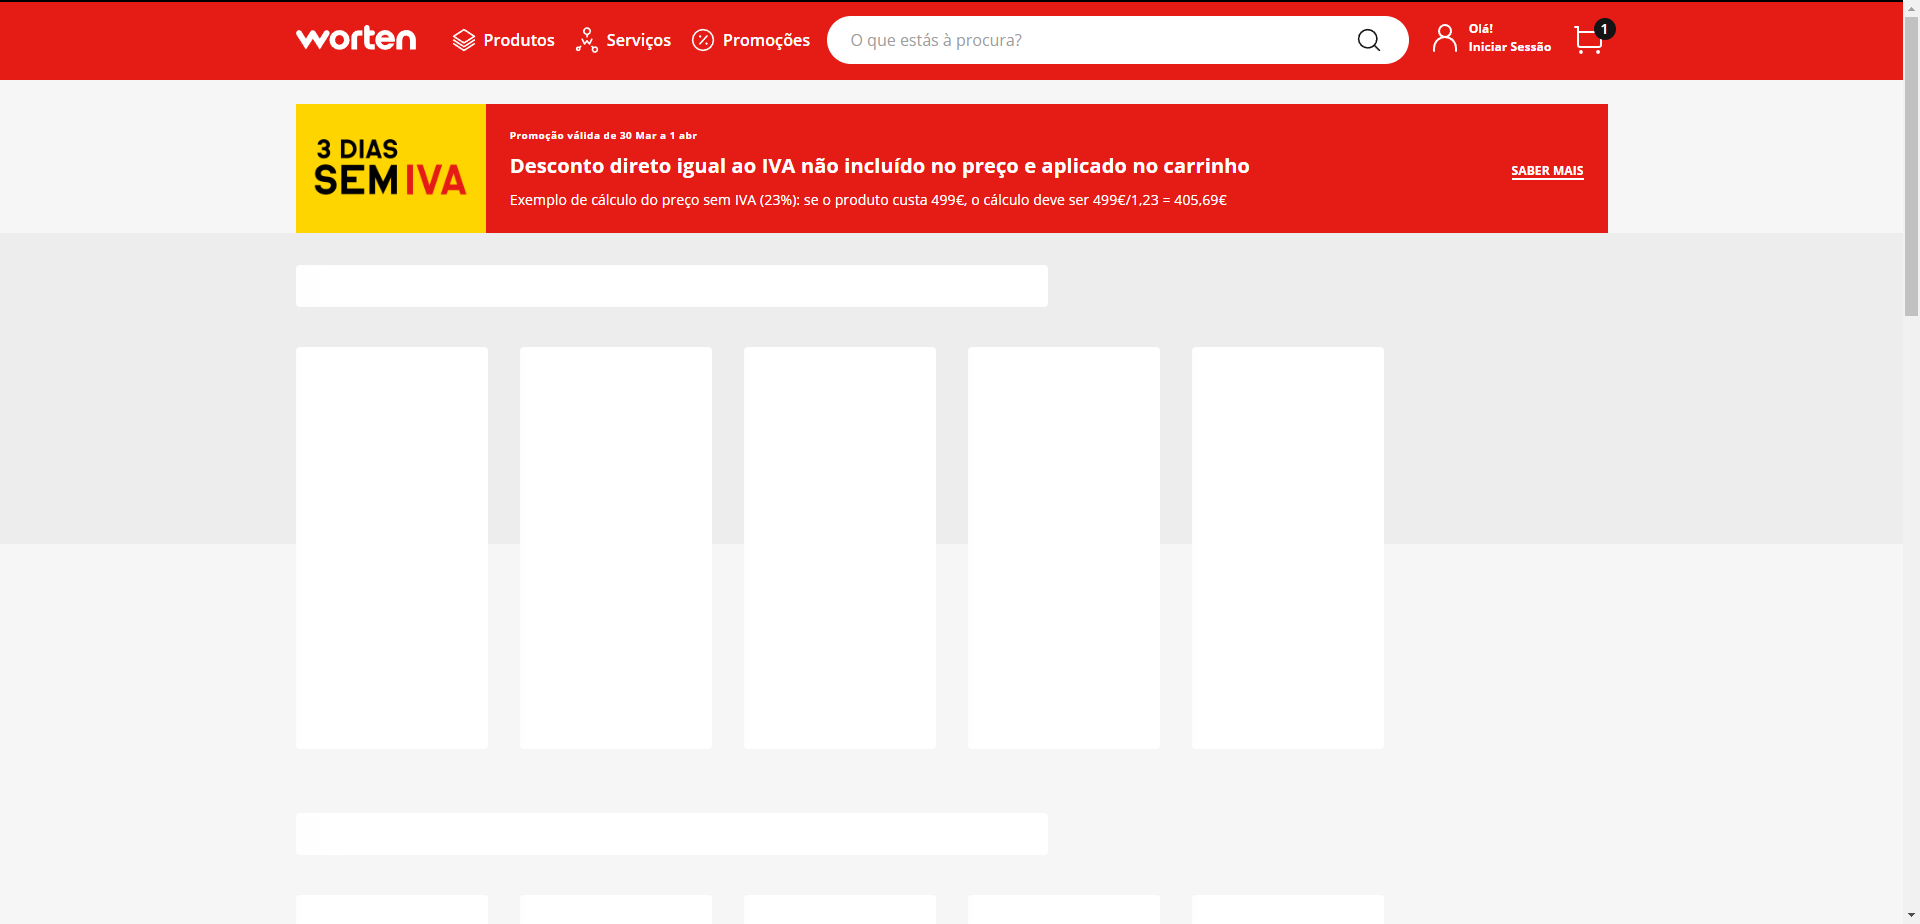 worten
Produtos
Serviços
Promoções
O que estás à procura?
Olá!
Iniciar Sessão
1
3 DIAS
SEM IVA
Promoção válida de 30 Mar a 1 abr
Desconto direto igual ao IVA não incluído no preço e aplicado no carrinho
Exemplo de cálculo do preço sem IVA (23%): se o produto custa 499€, o cálculo deve ser 499€/1,23 = 405,69€
SABER MAIS